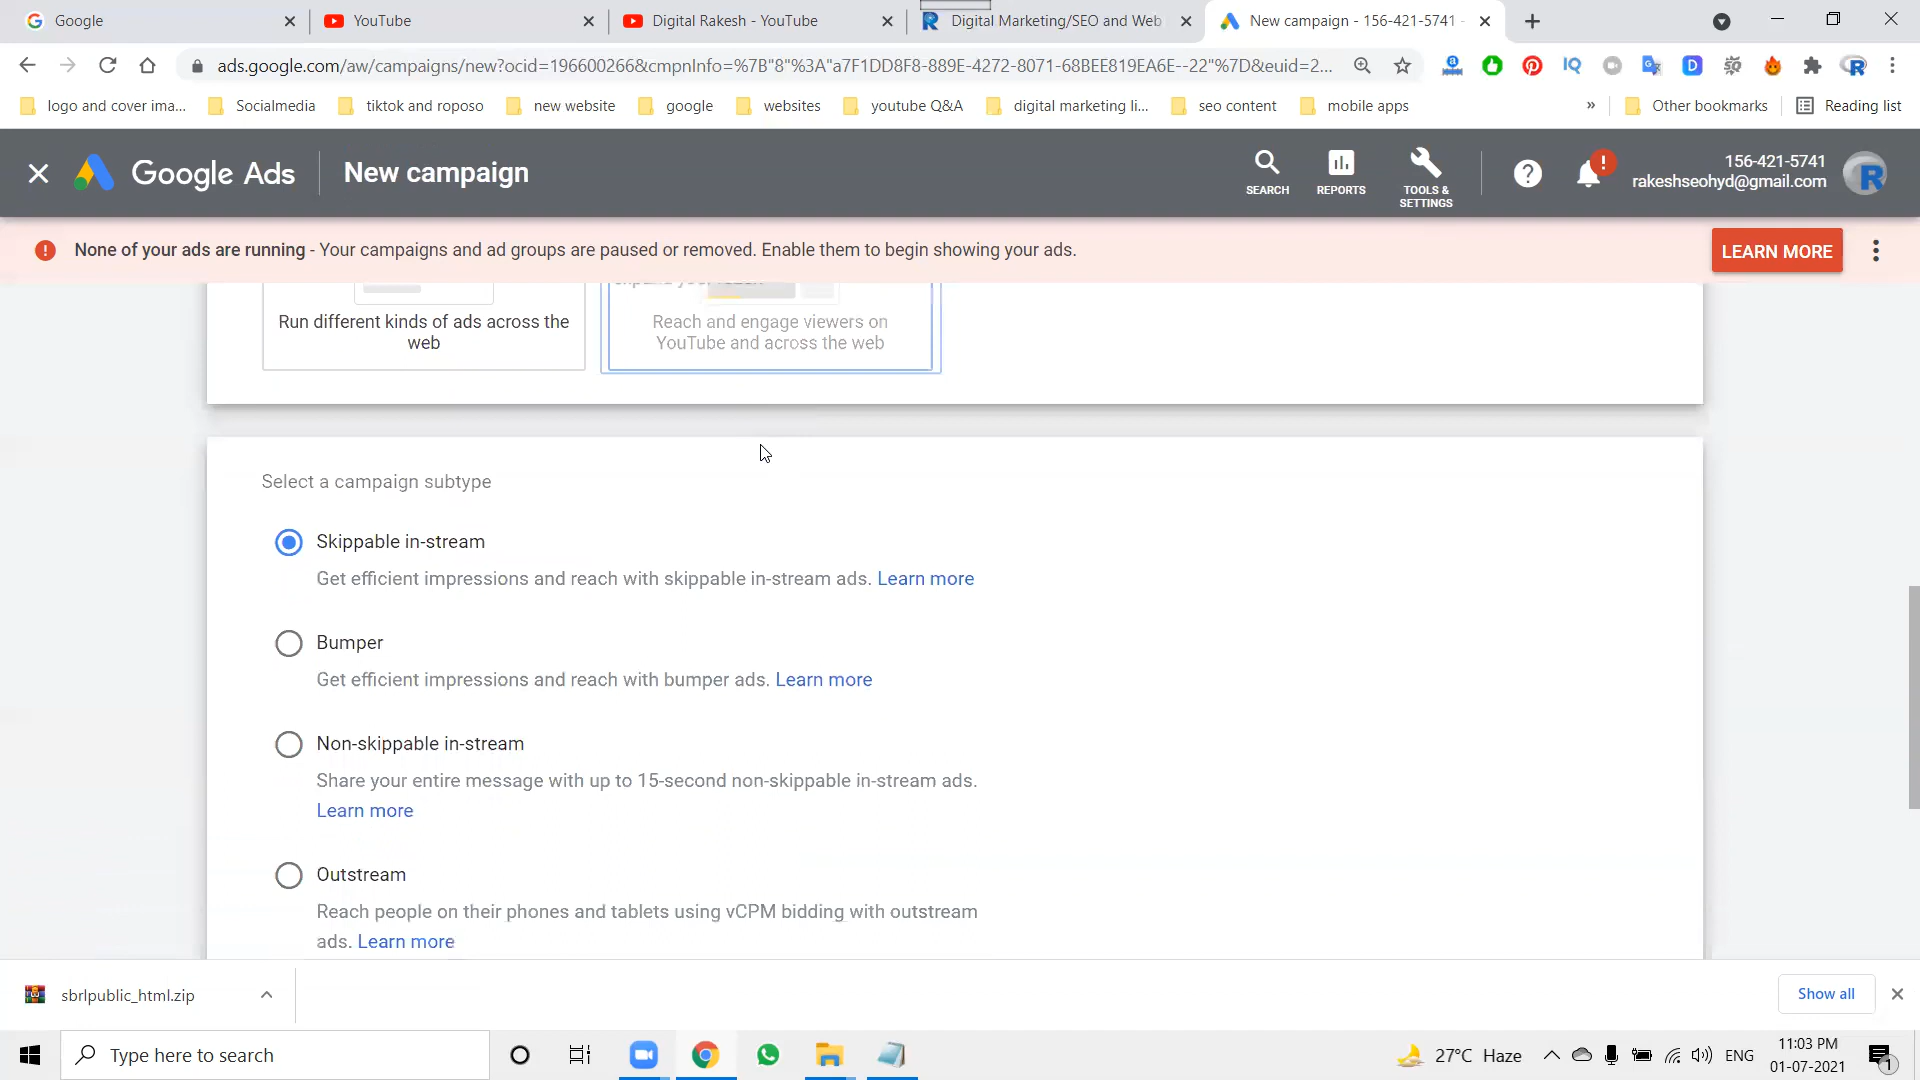 Google
YouTube
Digital Rakesh - YouTube
Digital Marketing/SEO and Web
New campaign - 156-421-5741 -
ads.google.com/aw/campaigns/new?ocid=196600266&cmpnInfo=%7B"8"%3A"a7F1DD8F8-889E-4272-8071-68BEE819EA6E--22"%7D&euid=2...
logo and cover ima...
Socialmedia
tiktok and roposo
new website
google
websites
youtube Q&A
digital marketing li...
seo content
mobile apps
»
Other bookmarks
Reading list
Google Ads
New campaign
SEARCH
REPORTS
TOOLS &
SETTINGS
156-421-5741
rakeshseohyd@gmail.com
None of your ads are running - Your campaigns and ad groups are paused or removed. Enable them to begin showing your ads.
LEARN MORE
Run different kinds of ads across the
web
Reach and engage viewers on
YouTube and across the web
Select a campaign subtype
Skippable in-stream
Get efficient impressions and reach with skippable in-stream ads. Learn more
Bumper
Get efficient impressions and reach with bumper ads. Learn more
Non-skippable in-stream
Share your entire message with up to 15-second non-skippable in-stream ads.
Learn more
Outstream
Reach people on their phones and tablets using vCPM bidding with outstream
ads. Learn more
sbrlpublic_html.zip
Show all
Type here to search
27°C Haze
ENG
11:03 PM
01-07-2021
1